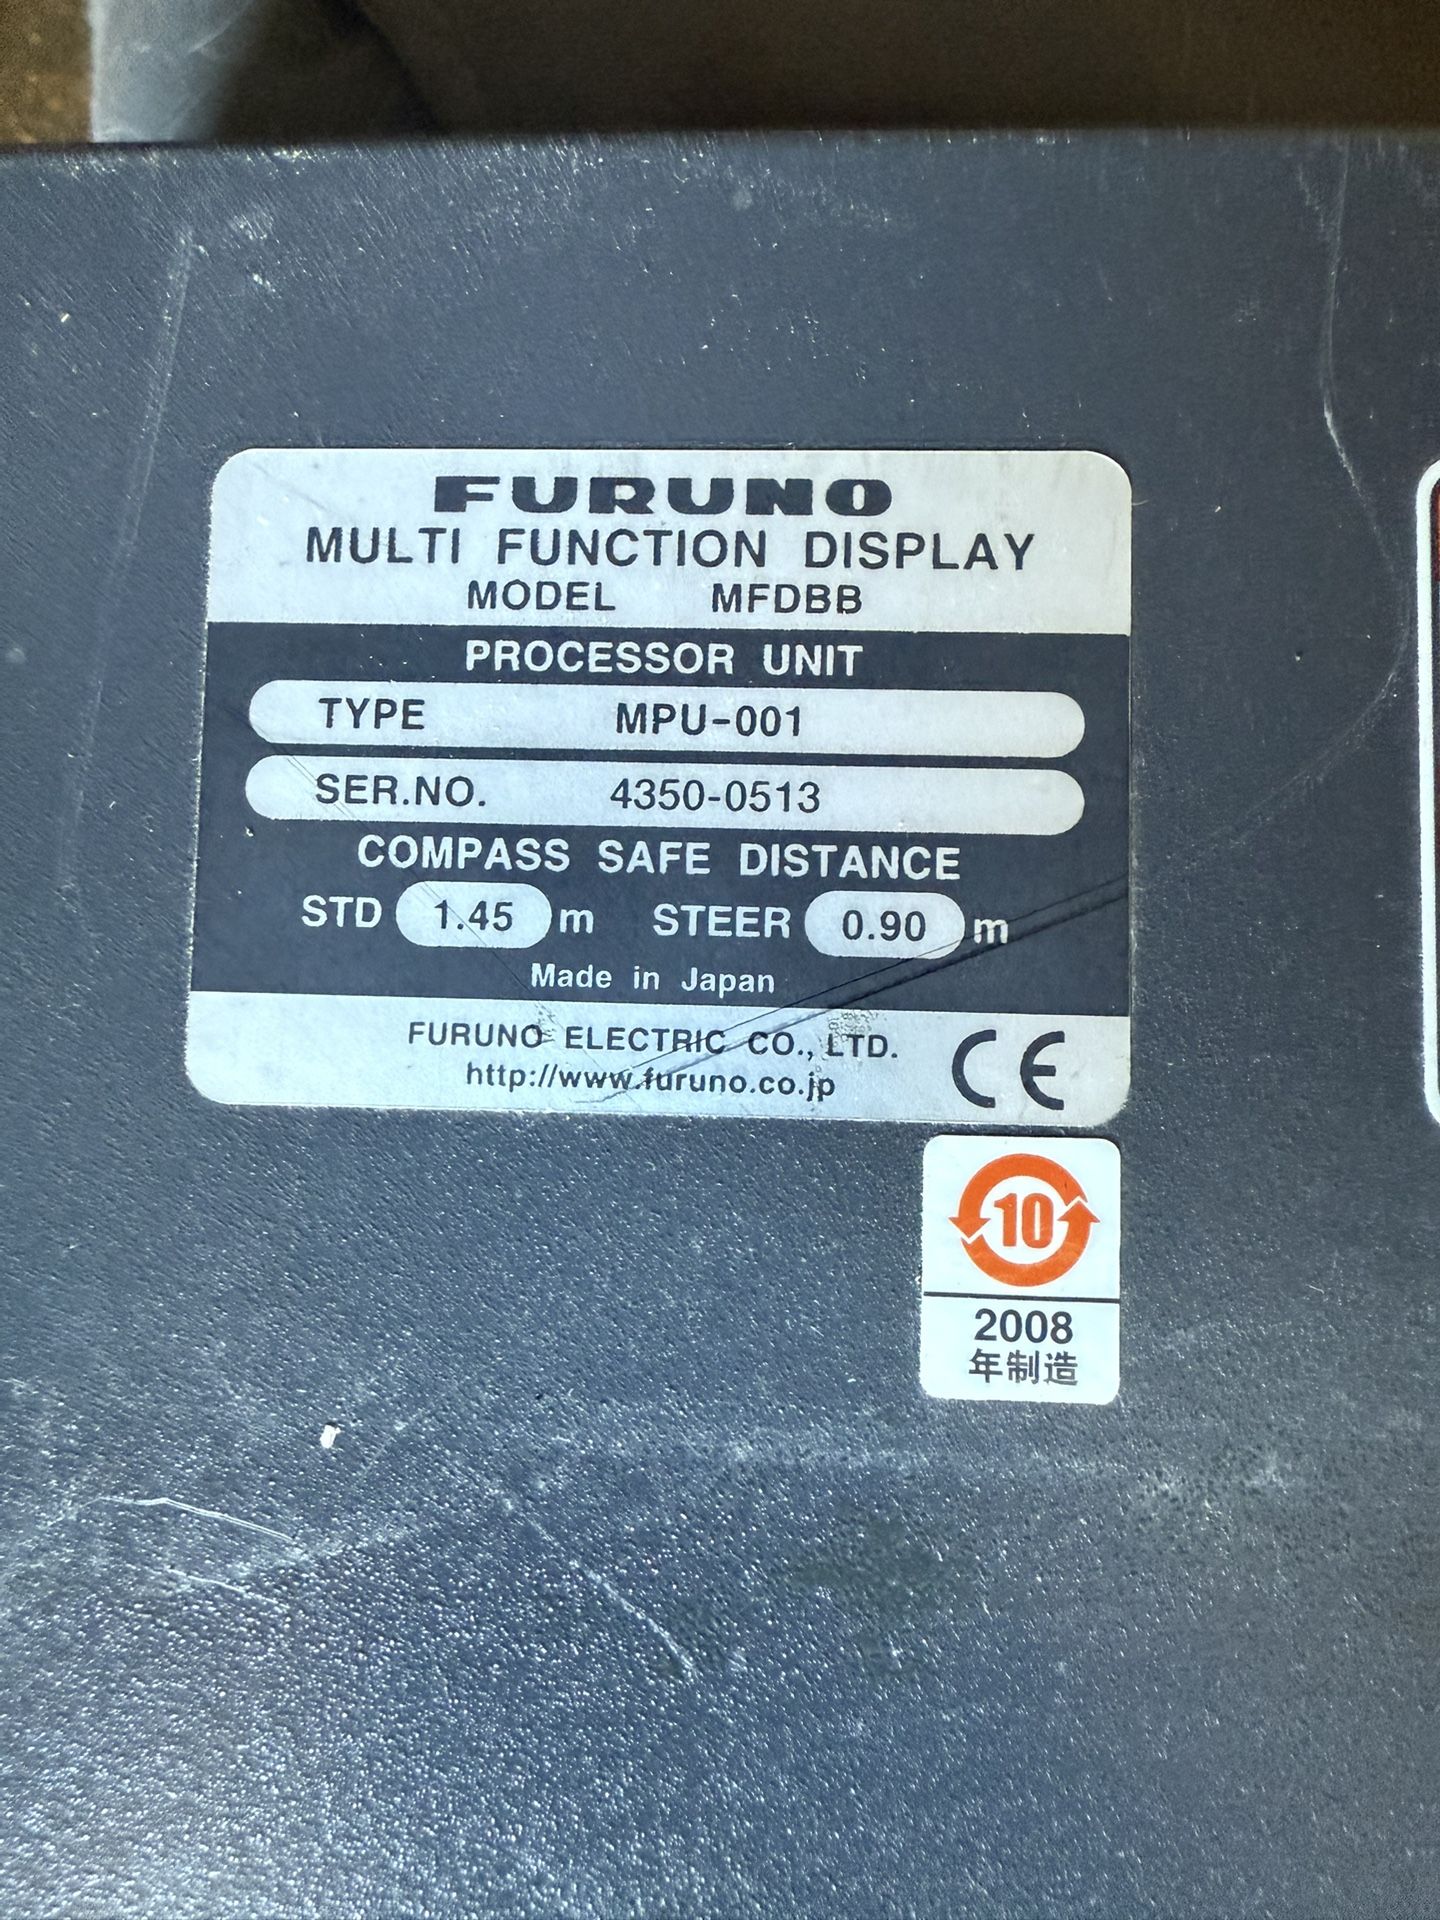 FURUNO
MULTI FUNCTION DISPLAY
MODEL MFDBB
PROCESSOR UNIT
TYPE MPU-001
SER.NO. 4350-0513
COMPASS SAFE DISTANCE
STD 1.45 m STEER 0.90 m
Made in Japan
FURUNO ELECTRIC CO., LTD.
http://www.furuno.co.jp
CE
10
2008
年制造